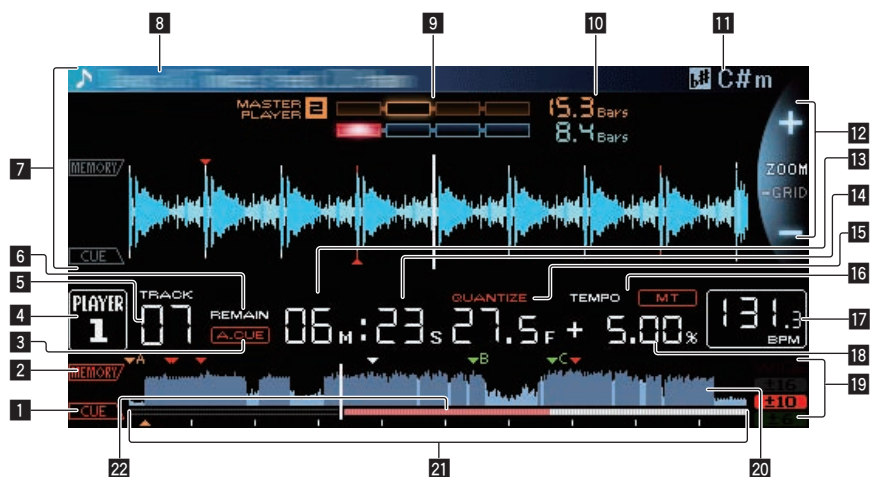 8 9 10 11
C#m
MASTER PLAYER 2 15.3 Bars
8.4 Bars
12
+
7 MEMORY
ZOOM
GRID
13
14
15
CUE
−
6
5 TRACK QUANTIZE TEMPO MT 16
4 PLAYER 1 07 REMAIN A.CUE 06 M : 23 S 27.5 F + 5.00 % 131.3 BPM 17
3
18
A B C
2 MEMORY
±16
±10
19
1 CUE
22 21 20